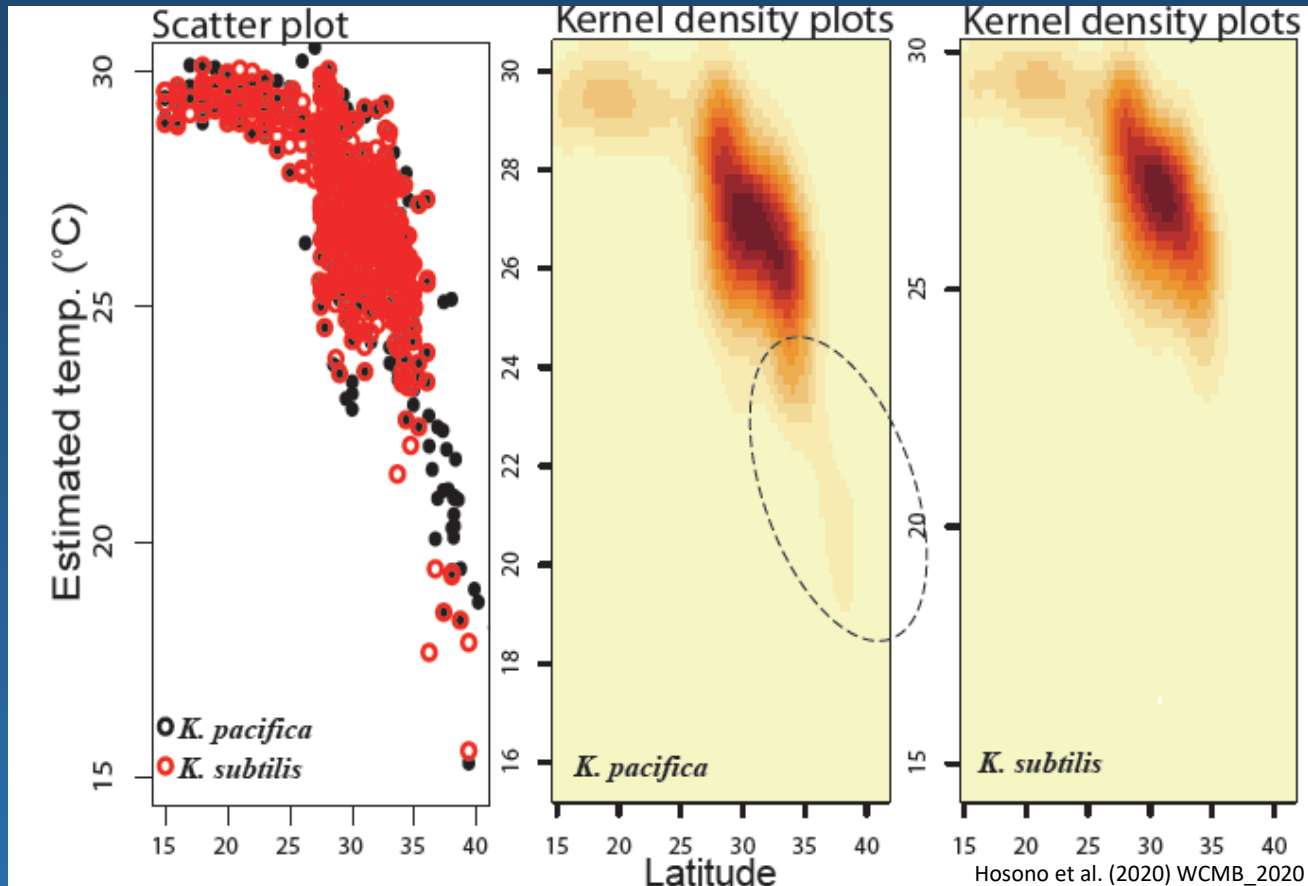 Scatter plot
Kernel density plots
Kernel density plots
Estimated temp. (°C)
30
25
20
15
K. pacifica
K. subtilis
15 20 25 30 35 40
30
28
26
24
22
20
18
16
K. pacifica
15 20 25 30 35 40
30
25
20
15
K. subtilis
15 20 25 30 35 40
Latitude
Hosono et al. (2020) WCMB_2020